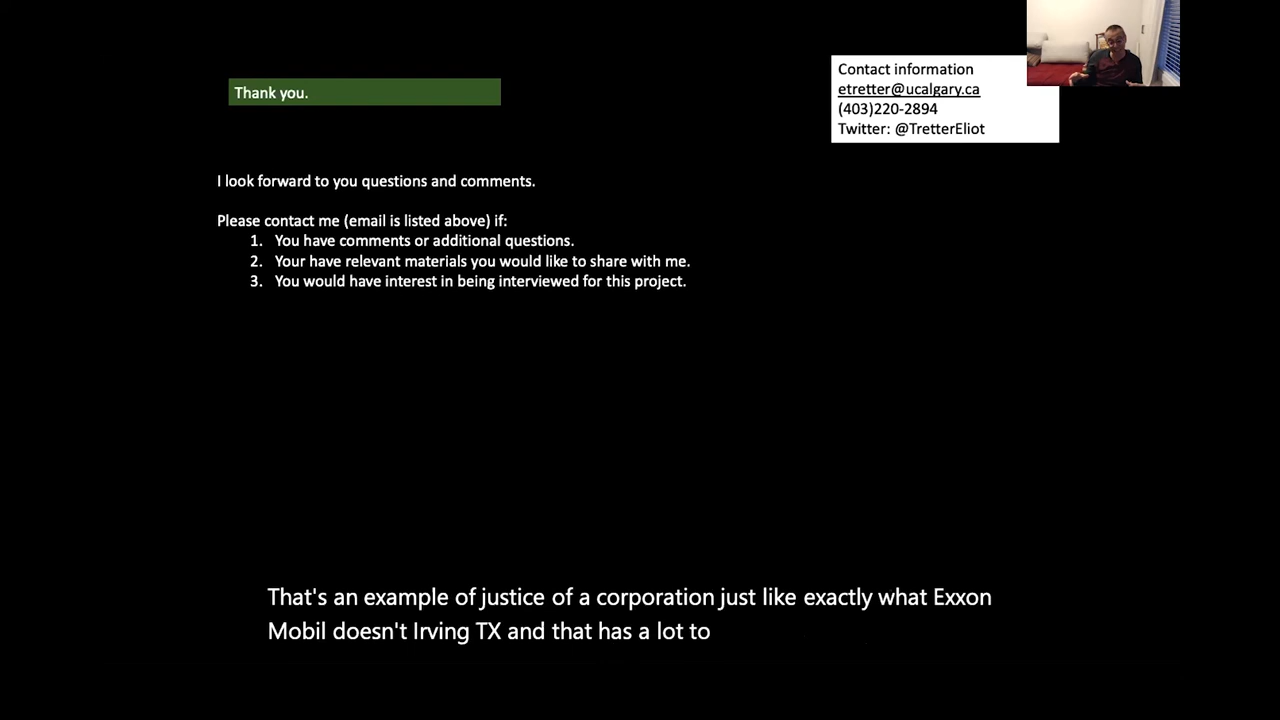 Thank you.
Contact information
etretter@ucalgary.ca
(403)220-2894
Twitter: @TretterEliot
I look forward to you questions and comments.
Please contact me (email is listed above) if:
1. You have comments or additional questions.
2. Your have relevant materials you would like to share with me.
3. You would have interest in being interviewed for this project.
That's an example of justice of a corporation just like exactly what Exxon
Mobil doesn't Irving TX and that has a lot to